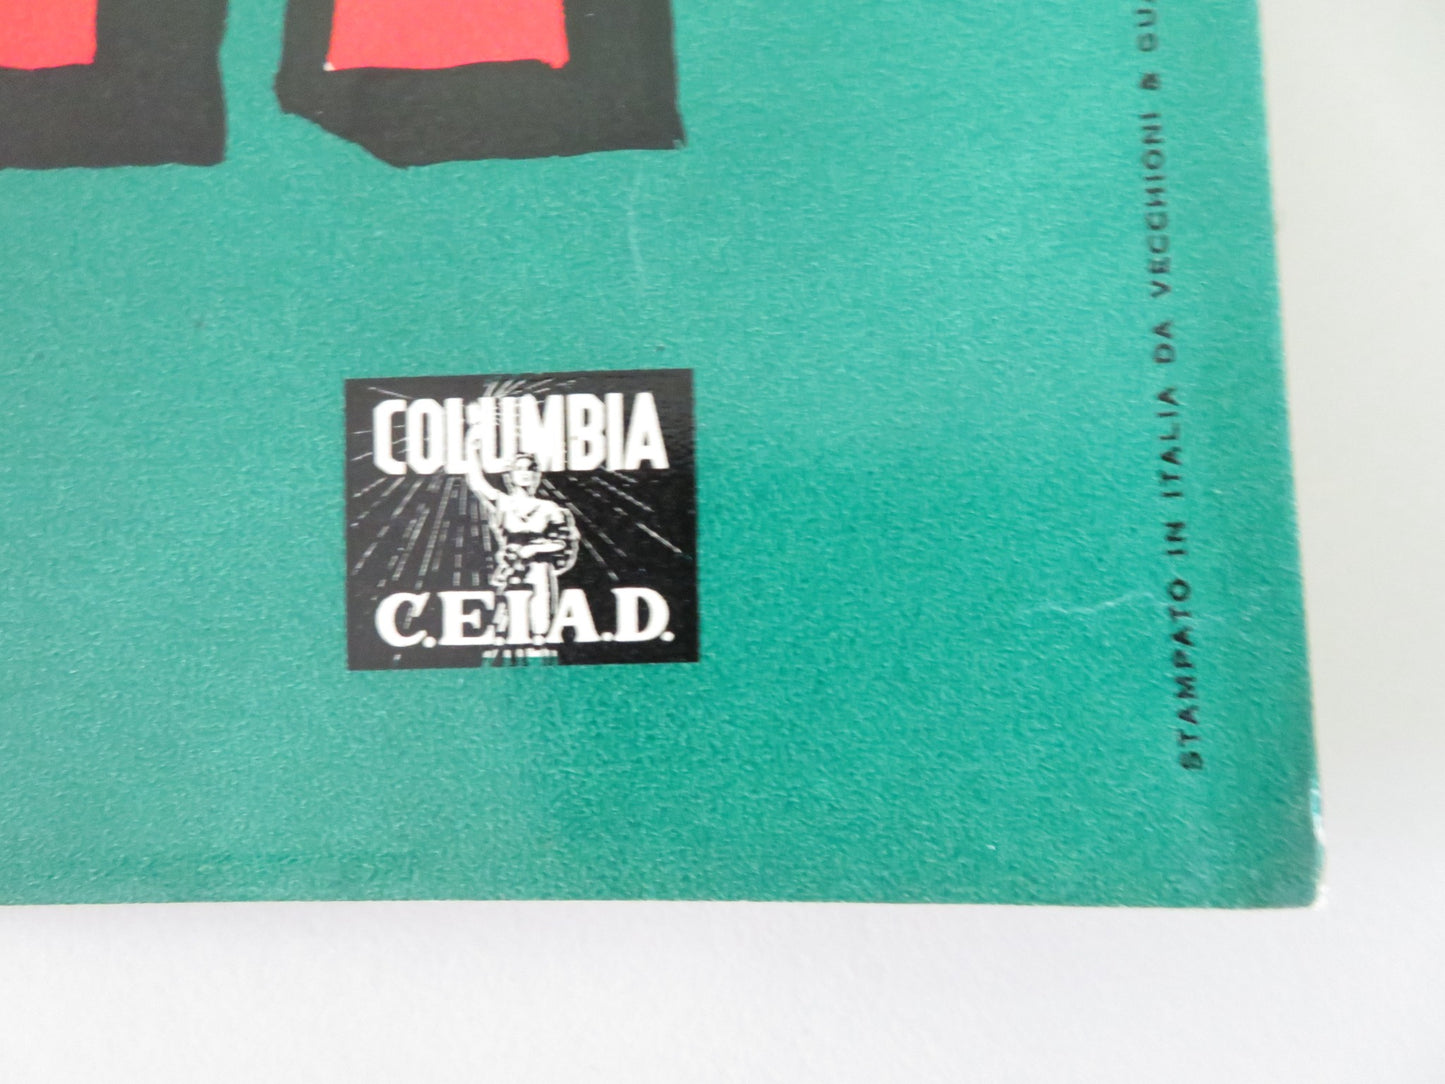 COLUMBIA
C.E.I.A.D.
STAMPATO IN ITALIA DA VECCHIONI &